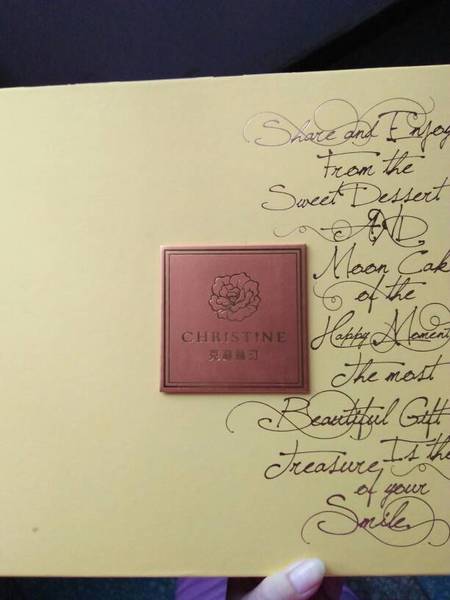 Share and Enjoy
From the
Sweet Dessert
AND
Moon Cak
of the
Happy Moment
The most
Beautiful Gift
Treasure Is the
of your
Smile
CHRISTINE
克莉絲汀